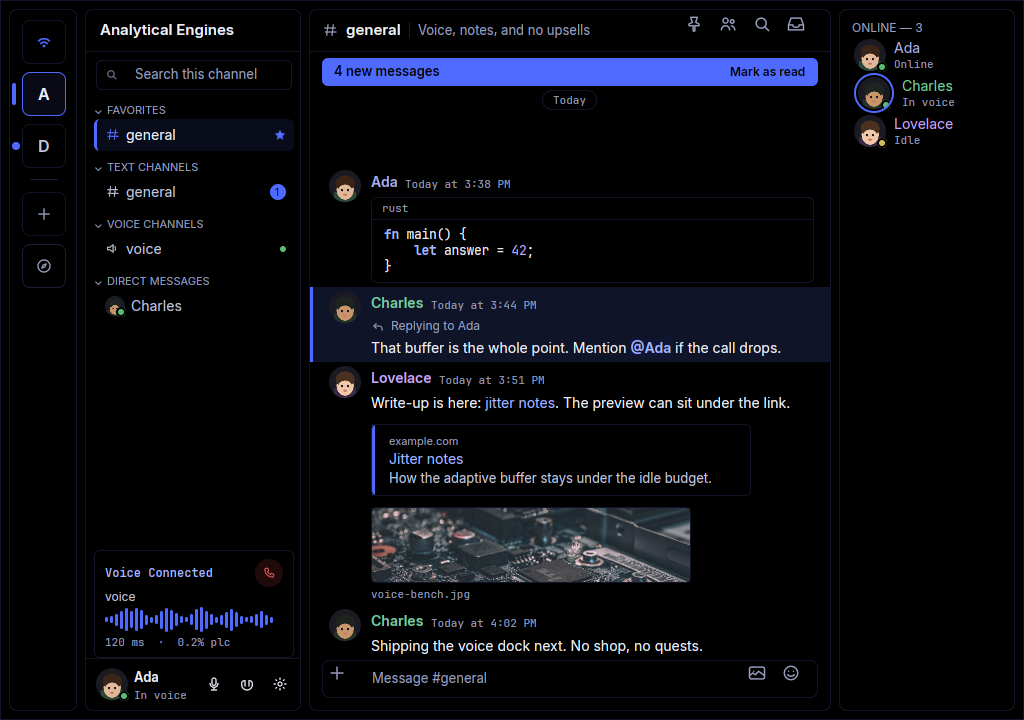 A
D
Analytical Engines
Search this channel
FAVORITES
# general
TEXT CHANNELS
# general 1
VOICE CHANNELS
voice
DIRECT MESSAGES
Charles
Voice Connected
voice
120 ms · 0.2% plc
Ada
In voice
# general Voice, notes, and no upsells
4 new messages Mark as read
Today
Ada Today at 3:38 PM
rust
fn main() {
    let answer = 42;
}
Charles Today at 3:44 PM
Replying to Ada
That buffer is the whole point. Mention @Ada if the call drops.
Lovelace Today at 3:51 PM
Write-up is here: jitter notes. The preview can sit under the link.
example.com
Jitter notes
How the adaptive buffer stays under the idle budget.
voice-bench.jpg
Charles Today at 4:02 PM
Shipping the voice dock next. No shop, no quests.
Message #general
ONLINE — 3
Ada
Online
Charles
In voice
Lovelace
Idle